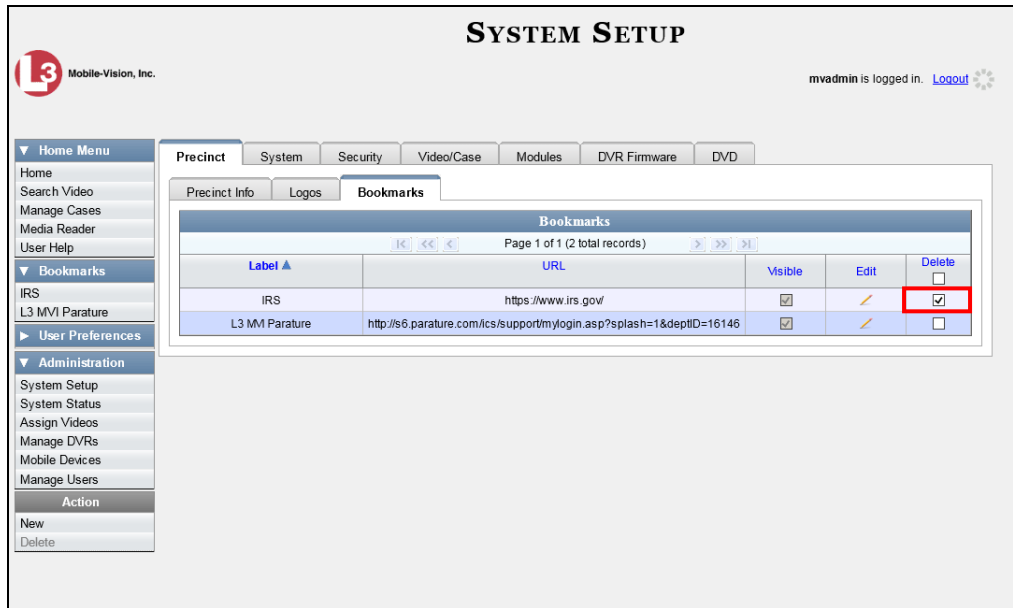 SYSTEM SETUP
L3 Mobile-Vision, Inc.
mvadmin is logged in. Logout
Home Menu
Home
Search Video
Manage Cases
Media Reader
User Help
Bookmarks
IRS
L3 MVI Parature
User Preferences
Administration
System Setup
System Status
Assign Videos
Manage DVRs
Mobile Devices
Manage Users
Action
New
Delete
Precinct System Security Video/Case Modules DVR Firmware DVD
Precinct Info Logos Bookmarks
Bookmarks
Page 1 of 1 (2 total records)
Label URL Visible Edit Delete
IRS https://www.irs.gov/
L3 MVI Parature http://s6.parature.com/ics/support/mylogin.asp?splash=1&deptID=16146